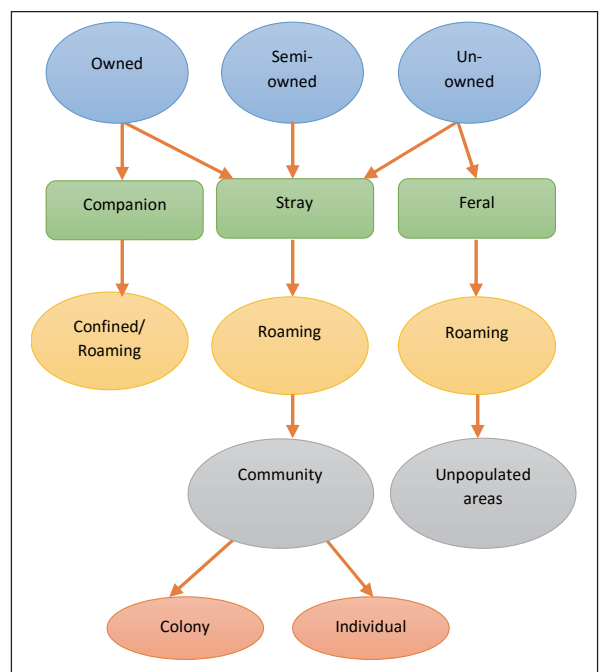 Owned
Semi-
owned
Un-
owned
Companion
Stray
Feral
Confined/
Roaming
Roaming
Roaming
Community
Unpopulated
areas
Colony
Individual